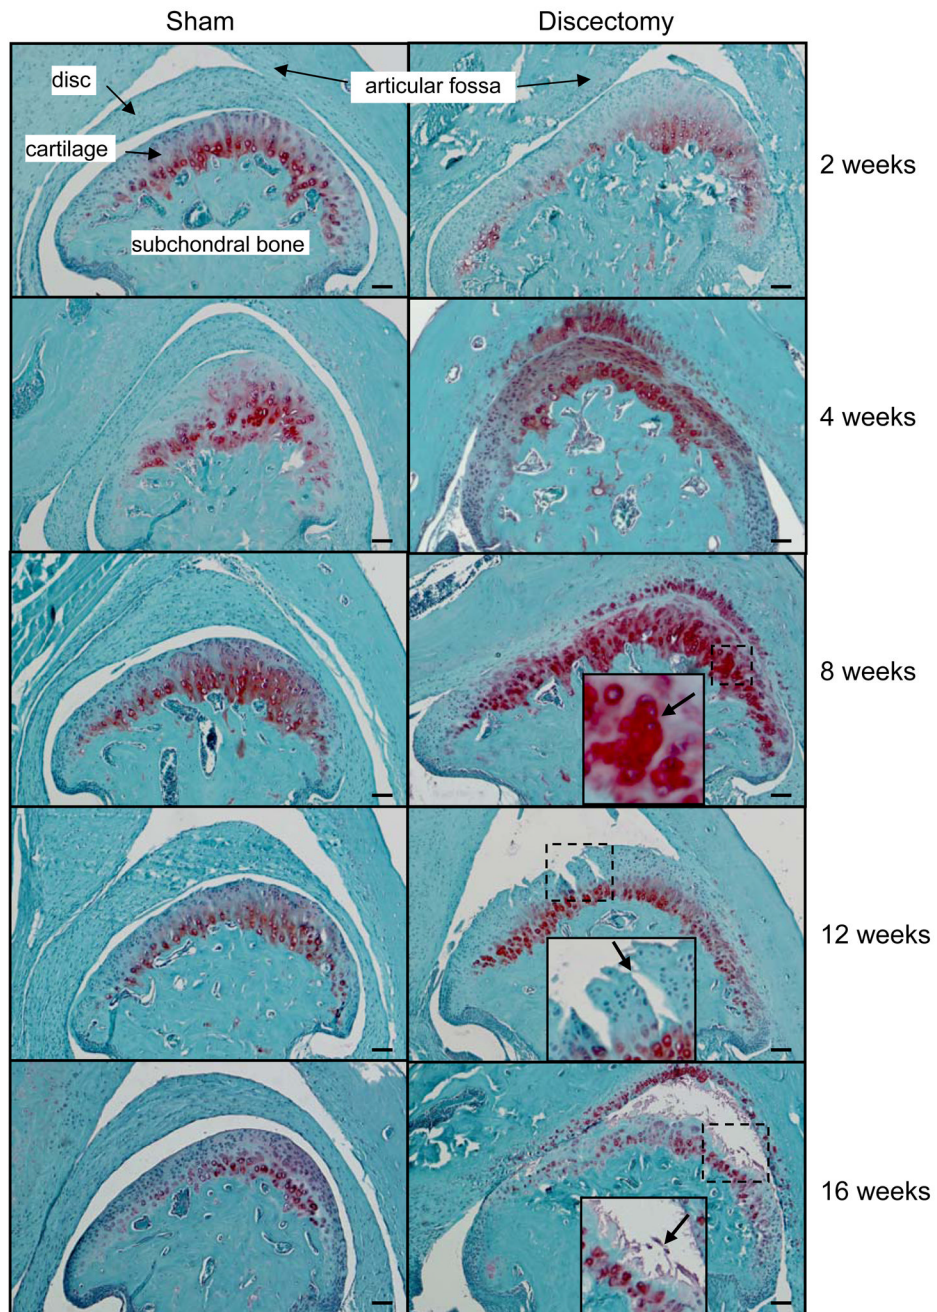 Sham
Discectomy
disc
articular fossa
cartilage
subchondral bone
2 weeks
4 weeks
8 weeks
12 weeks
16 weeks